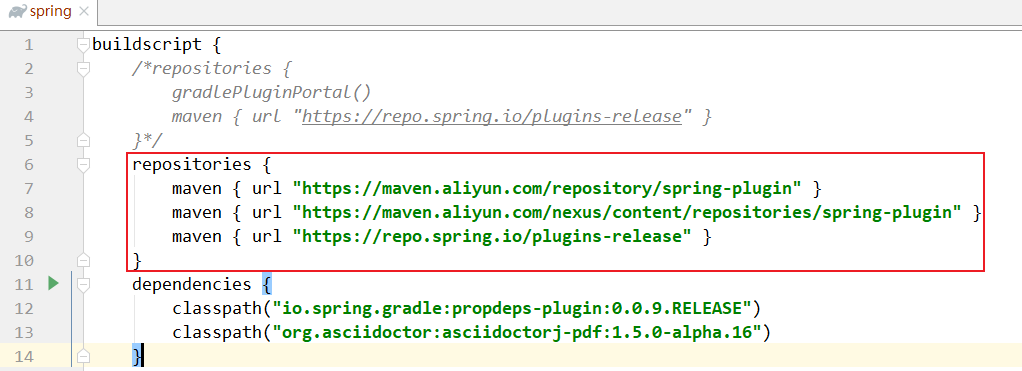 spring
1 buildscript {
2 /*repositories {
3 gradlePluginPortal()
4 maven { url "https://repo.spring.io/plugins-release" }
5 }*/
6 repositories {
7 maven { url "https://maven.aliyun.com/repository/spring-plugin" }
8 maven { url "https://maven.aliyun.com/nexus/content/repositories/spring-plugin" }
9 maven { url "https://repo.spring.io/plugins-release" }
10 }
11 dependencies {
12 classpath("io.spring.gradle:propdeps-plugin:0.0.9.RELEASE")
13 classpath("org.asciidoctor:asciidoctorj-pdf:1.5.0-alpha.16")
14 }